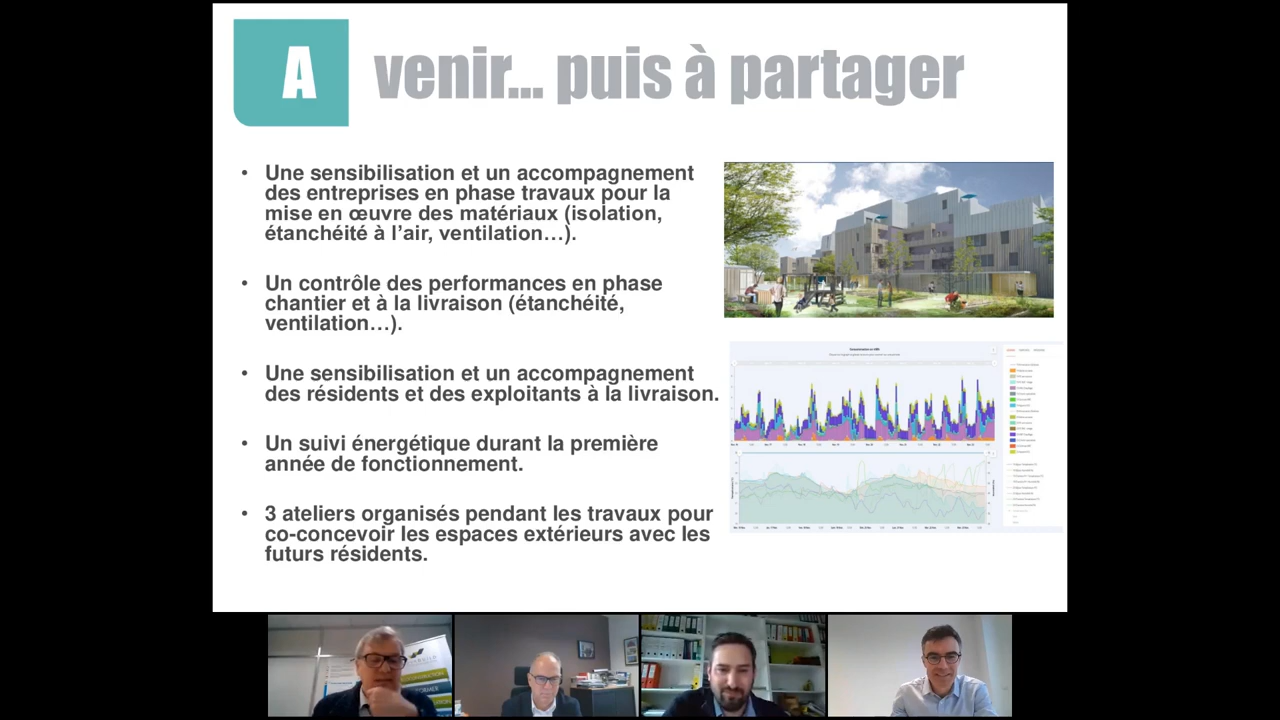 A venir... puis à partager
• Une sensibilisation et un accompagnement
des entreprises en phase travaux pour la
mise en œuvre des matériaux (isolation,
étanchéité à l’air, ventilation…).
• Un contrôle des performances en phase
chantier et à la livraison (étanchéité,
ventilation…).
• Une sensibilisation et un accompagnement
des résidents et des exploitants à la livraison.
• Un suivi énergétique durant la première
année de fonctionnement.
• 3 ateliers organisés pendant les travaux pour
co-concevoir les espaces extérieurs avec les
futurs résidents.